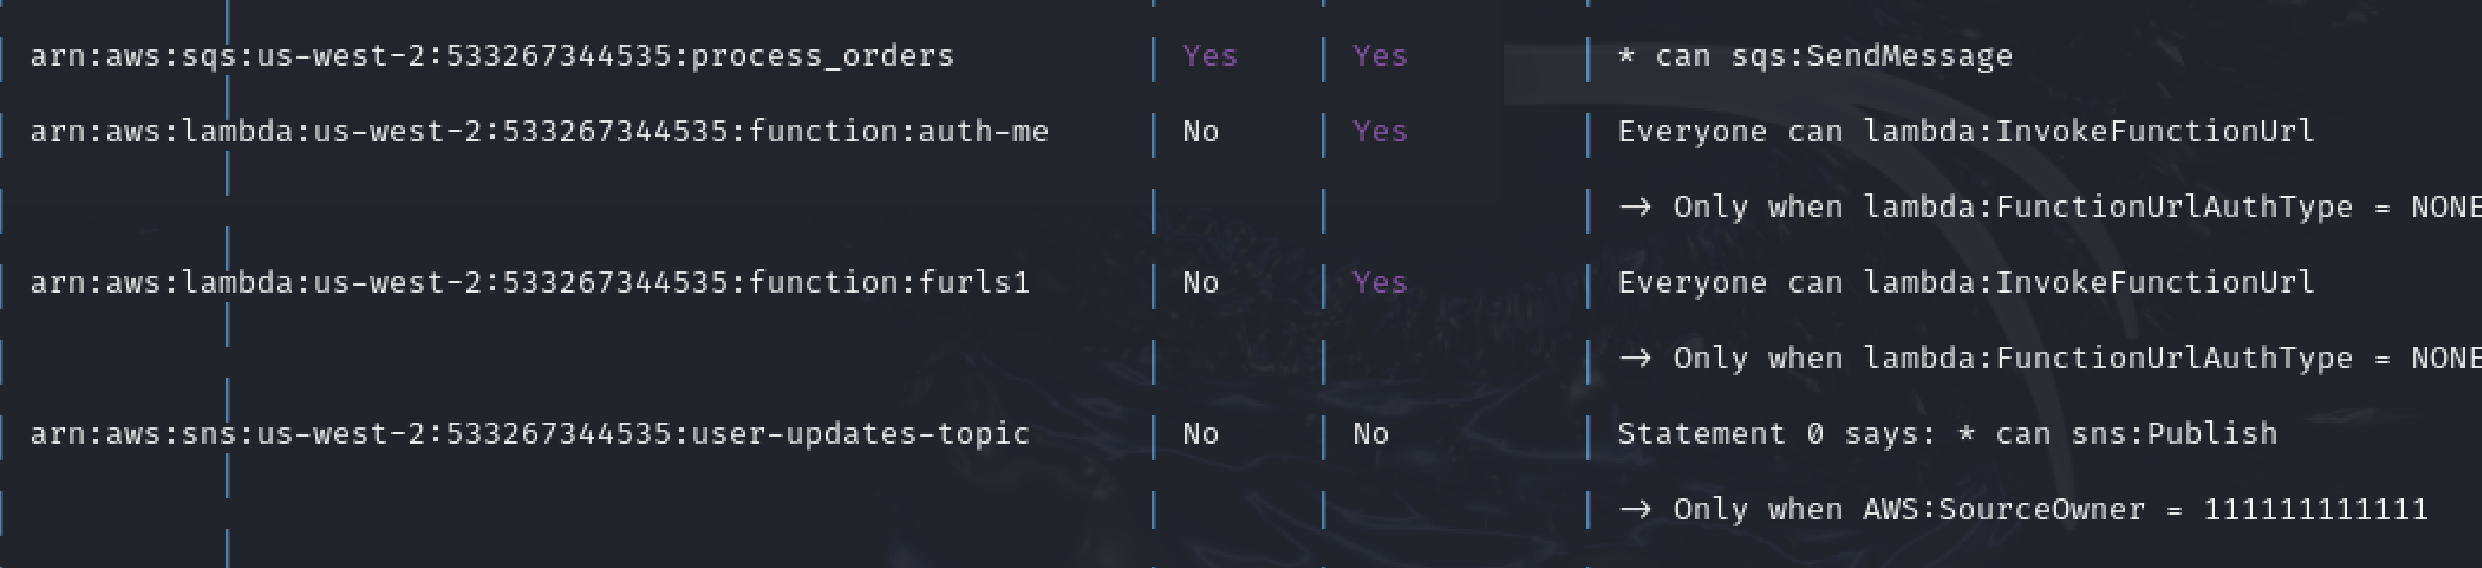 arn:aws:sqs:us-west-2:533267344535:process_orders | Yes | Yes | * can sqs:SendMessage
arn:aws:lambda:us-west-2:533267344535:function:auth-me | No | Yes | Everyone can lambda:InvokeFunctionUrl
→ Only when lambda:FunctionUrlAuthType = NONE
arn:aws:lambda:us-west-2:533267344535:function:furls1 | No | Yes | Everyone can lambda:InvokeFunctionUrl
→ Only when lambda:FunctionUrlAuthType = NONE
arn:aws:sns:us-west-2:533267344535:user-updates-topic | No | No | Statement 0 says: * can sns:Publish
→ Only when AWS:SourceOwner = 111111111111